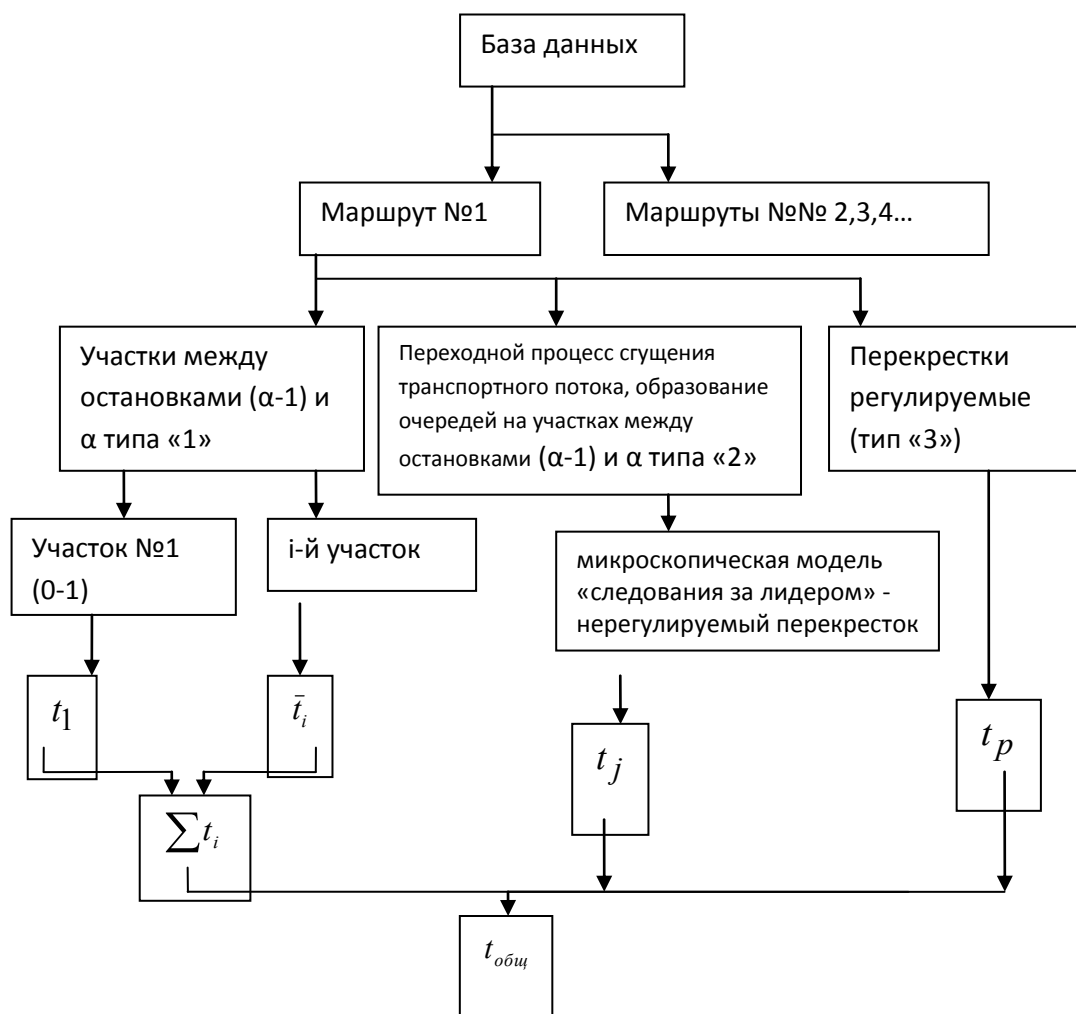 База данных
Маршрут №1
Маршруты №№ 2,3,4...
Участки между
остановками (α-1) и
α типа «1»
Переходной процесс сгущения
транспортного потока, образование
очередей на участках между
остановками (α-1) и α типа «2»
Перекрестки
регулируемые
(тип «3»)
Участок №1
(0-1)
i-й участок
микроскопическая модель
«следования за лидером» -
нерегулируемый перекресток
t₁
t̄ᵢ
tⱼ
tₚ
∑tᵢ
t_общ